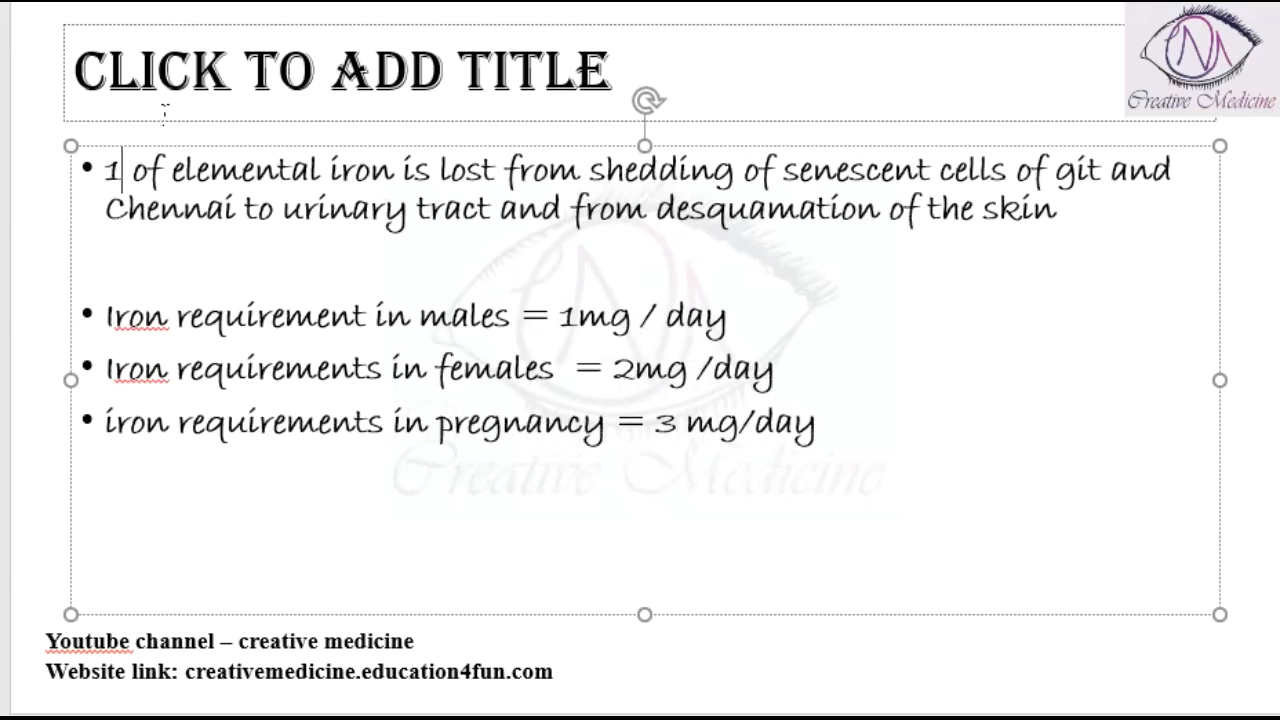 CLICK TO ADD TITLE
Creative Medicine
• 1 of elemental iron is lost from shedding of senescent cells of git and
Chennai to urinary tract and from desquamation of the skin
• Iron requirement in males = 1mg / day
• Iron requirements in females = 2mg /day
• iron requirements in pregnancy = 3 mg/day
Creative Medicine
Youtube channel – creative medicine
Website link: creativemedicine.education4fun.com